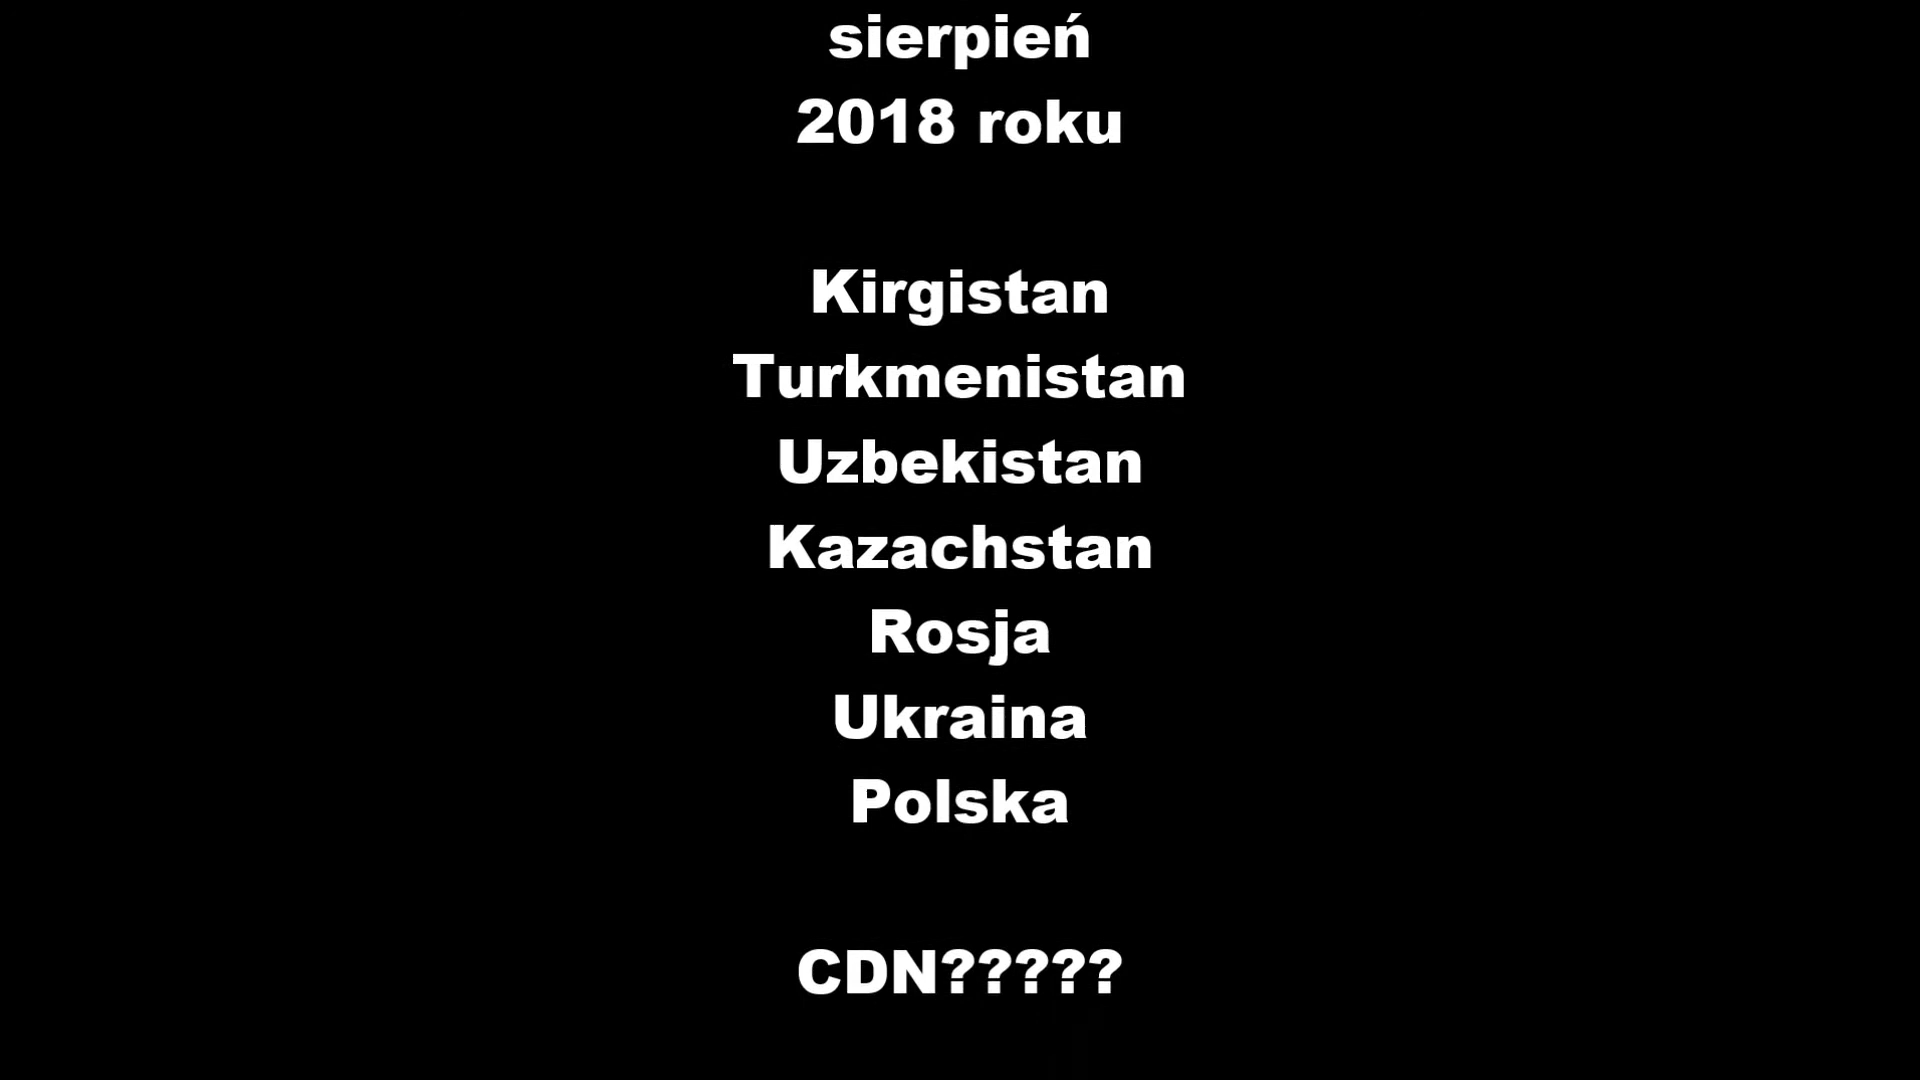 sierpień
2018 roku
Kirgistan
Turkmenistan
Uzbekistan
Kazachstan
Rosja
Ukraina
Polska
CDN?????